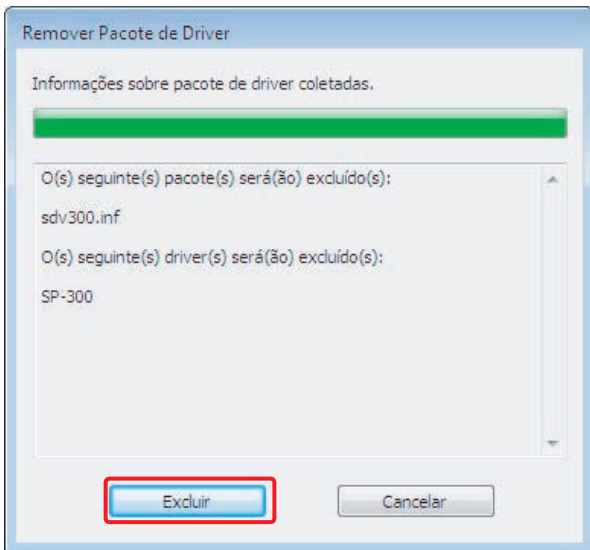 Remover Pacote de Driver
Informações sobre pacote de driver coletadas.
O(s) seguinte(s) pacote(s) será(ão) excluído(s):
sdv300.inf
O(s) seguinte(s) driver(s) será(ão) excluído(s):
SP-300
Excluir
Cancelar